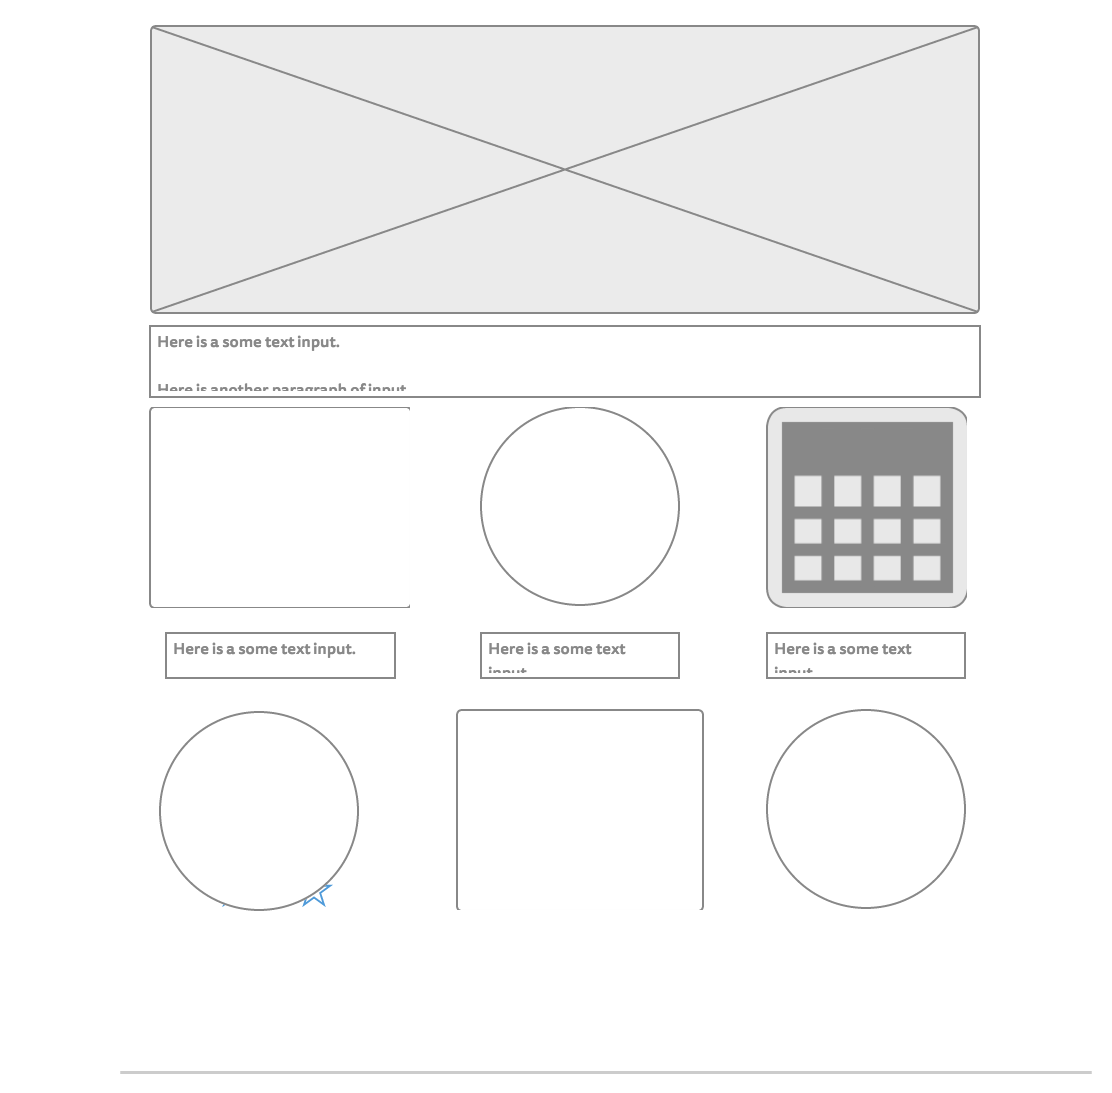 Here is a some text input.
Here is another paragraph of input
Here is a some text input.
Here is a some text
input.
Here is a some text
input.